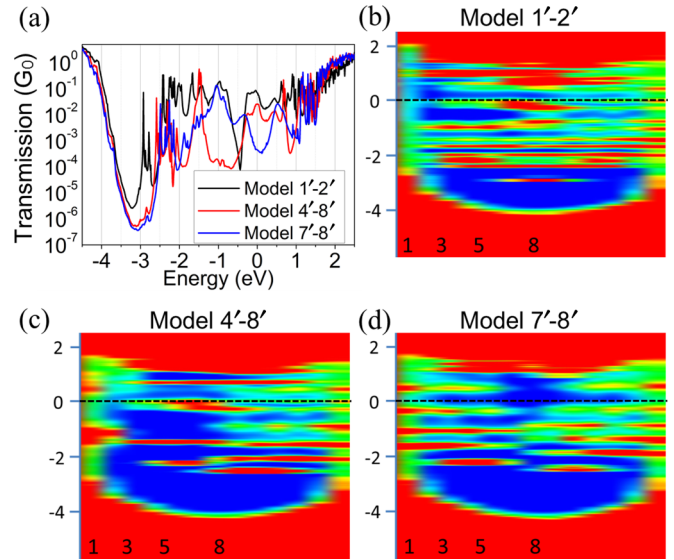 (a)
Transmission (G₀)
10⁰
10⁻¹
10⁻²
10⁻³
10⁻⁴
10⁻⁵
10⁻⁶
10⁻⁷
-4 -3 -2 -1 0 1 2
Energy (eV)
Model 1′-2′
Model 4′-8′
Model 7′-8′
(b) Model 1′-2′
2
0
-2
-4
1 3 5 8
(c) Model 4′-8′
2
0
-2
-4
1 3 5 8
(d) Model 7′-8′
2
0
-2
-4
1 3 5 8